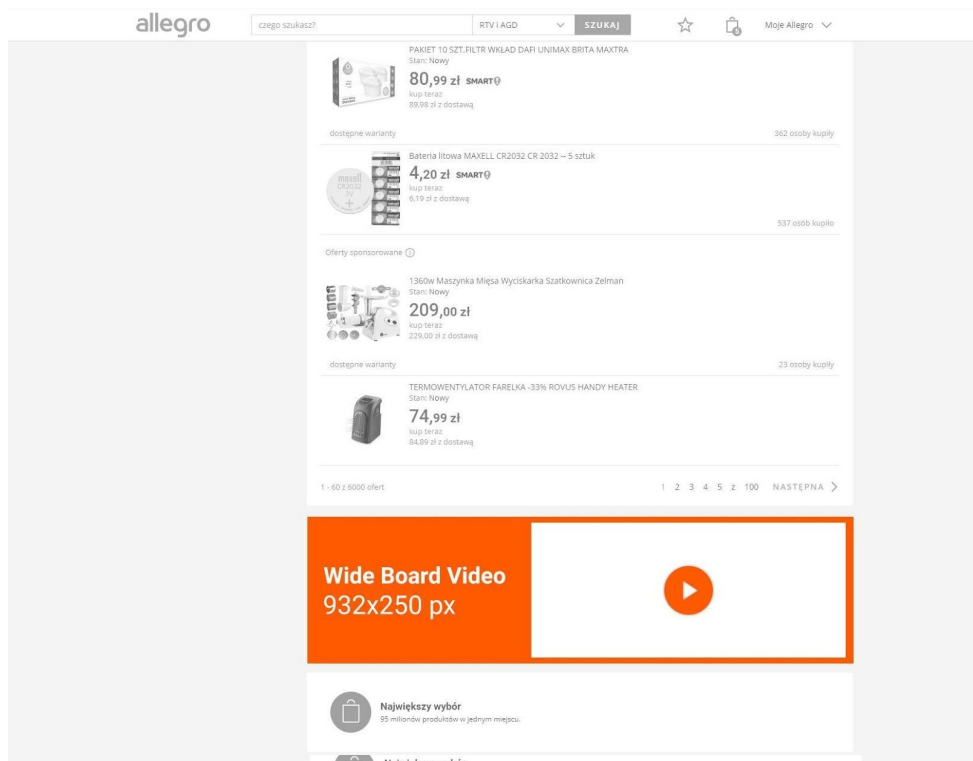 allegro
czego szukasz?
RTV i AGD
SZUKAJ
5
Moje Allegro
PAKIET 10 SZT.FILTR WKŁAD DAFI UNIMAX BRITA MAXTRA
Stan: Nowy
80,99 zł SMART
kup teraz
89,98 zł z dostawą
dostępne warianty
362 osoby kupiły
Bateria litowa MAXELL CR2032 CR 2032 -- 5 sztuk
maxell
CR2032
3V
+
4,20 zł SMART
kup teraz
6,19 zł z dostawą
537 osób kupiło
Oferty sponsorowane
1360w Maszynka Mięsa Wyciskarka Szatkownica Zelman
Stan: Nowy
209,00 zł
kup teraz
229,00 zł z dostawą
dostępne warianty
23 osoby kupiły
TERMOWENTYLATOR FARELKA -33% ROVUS HANDY HEATER
Stan: Nowy
74,99 zł
kup teraz
84,89 zł z dostawą
1 - 60 z 6000 ofert
1 2 3 4 5 z 100 NASTĘPNA
Wide Board Video
932x250 px
Największy wybór
95 milionów produktów w jednym miejscu.